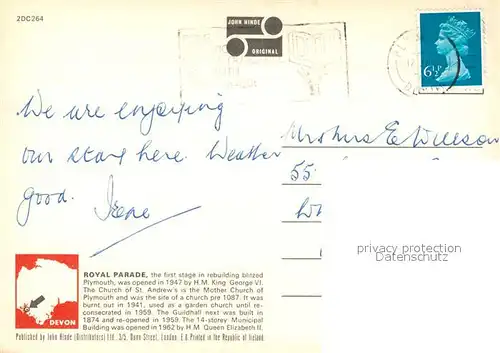 2DC264
JOHN HINDE
ORIGINAL
6½P
We are enjoying
our stay here. Weather
good.
Irene
Mr & Mrs E
55
privacy protection
watermark
ROYAL PARADE, the first stage in rebuilding blitzed
Plymouth, was opened in 1947 by H.M. King George VI.
The Church of St. Andrew's is the Mother Church of
Plymouth and was the site of a church pre 1087. It was
burnt out in 1941, used as a garden church until re-
consecrated in 1959. The Guildhall next was built in
1874 and re-opened in 1959. The 14-storey Municipal
Building was opened in 1962 by H.M. Queen Elizabeth II.
DEVON
Published by John Hinde (Distributors) Ltd., 3/5, Dunn Street, London. E.8 Printed in the Republic of Ireland